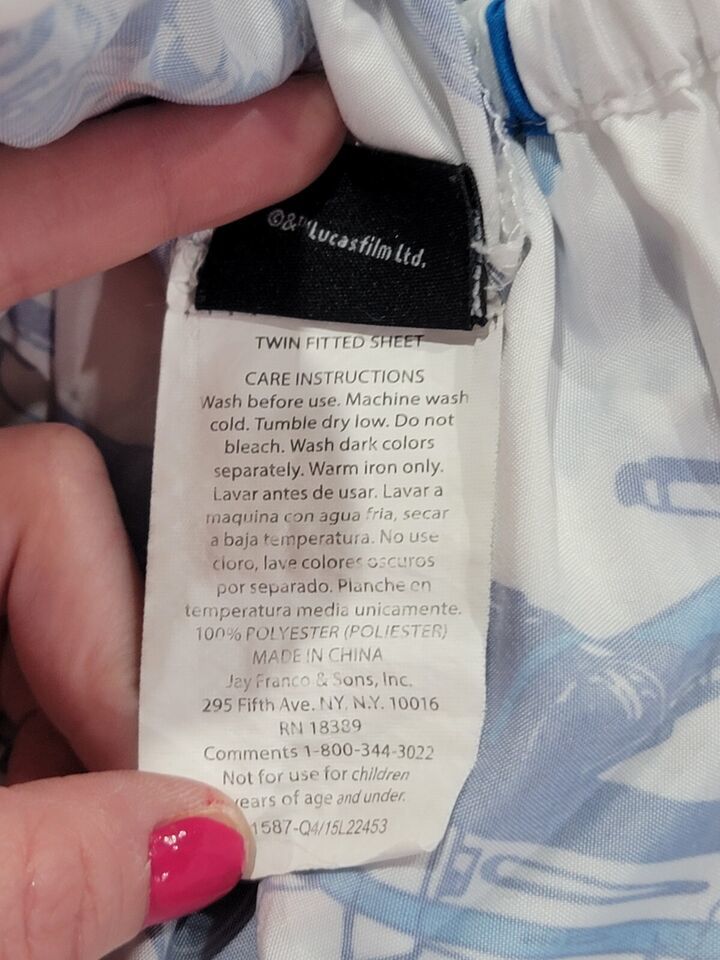 ©&™Lucasfilm Ltd.
TWIN FITTED SHEET
CARE INSTRUCTIONS
Wash before use. Machine wash
cold. Tumble dry low. Do not
bleach. Wash dark colors
separately. Warm iron only.
Lavar antes de usar. Lavar a
maquina con agua fria, secar
a baja temperatura. No use
cloro, lave colores oscuros
por separado. Planche en
temperatura media unicamente.
100% POLYESTER (POLIESTER)
MADE IN CHINA
Jay Franco & Sons, Inc.
295 Fifth Ave. NY, N.Y. 10016
RN 18389
Comments 1-800-344-3022
Not for use for children
years of age and under.
1587-Q4/15L22453